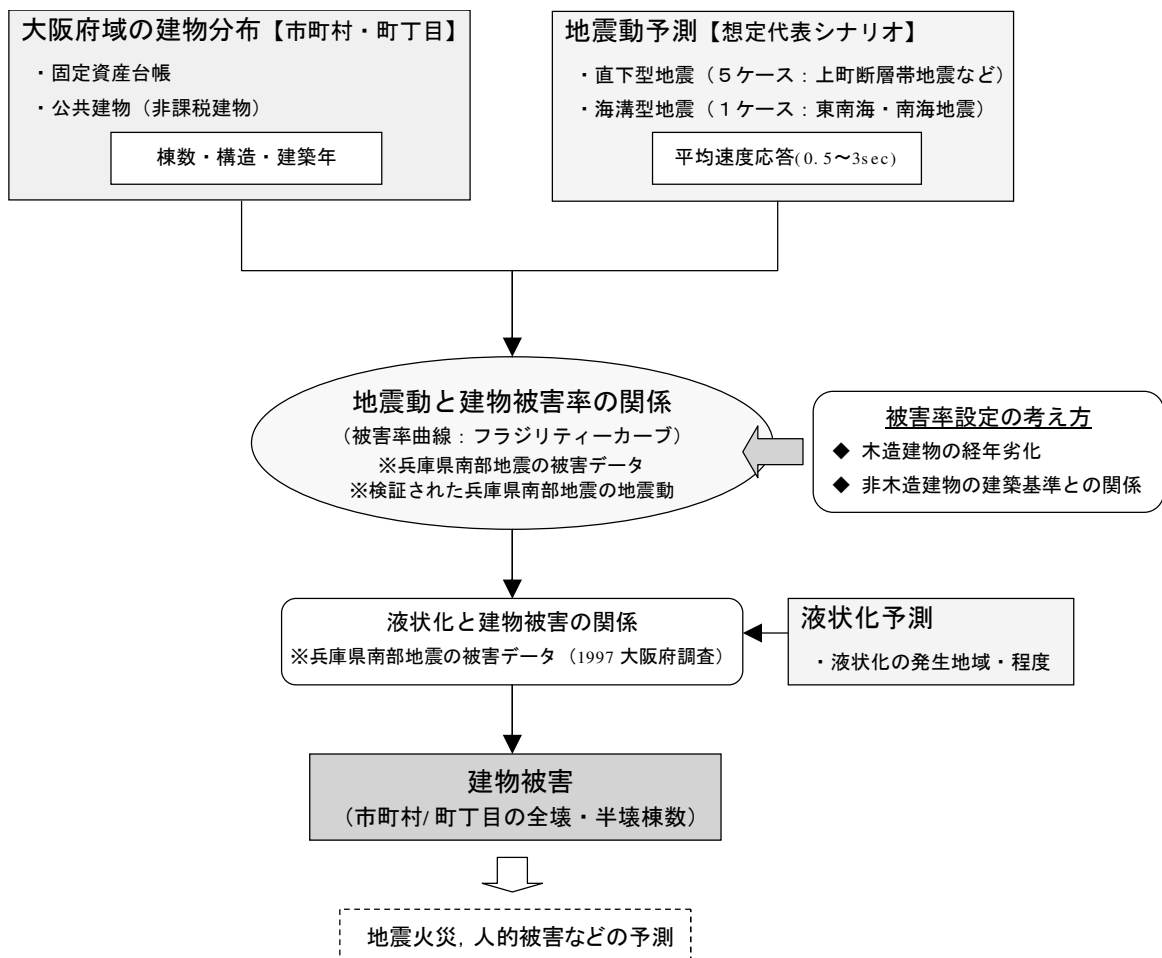 大阪府域の建物分布【市町村・町丁目】
・固定資産台帳
・公共建物（非課税建物）
棟数・構造・建築年
地震動予測【想定代表シナリオ】
・直下型地震（５ケース：上町断層帯地震など）
・海溝型地震（１ケース：東南海・南海地震）
平均速度応答(0.5〜3sec)
地震動と建物被害率の関係
（被害率曲線：フラジリティーカーブ）
※兵庫県南部地震の被害データ
※検証された兵庫県南部地震の地震動
被害率設定の考え方
◆ 木造建物の経年劣化
◆ 非木造建物の建築基準との関係
液状化と建物被害の関係
※兵庫県南部地震の被害データ（1997 大阪府調査）
液状化予測
・液状化の発生地域・程度
建物被害
（市町村/町丁目の全壊・半壊棟数）
地震火災，人的被害などの予測